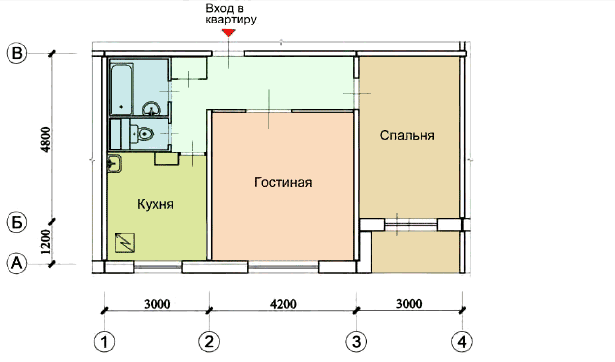 Вход в
квартиру
В
4800
Спальня
Гостиная
Кухня
Б
1200
А
3000
4200
3000
1
2
3
4